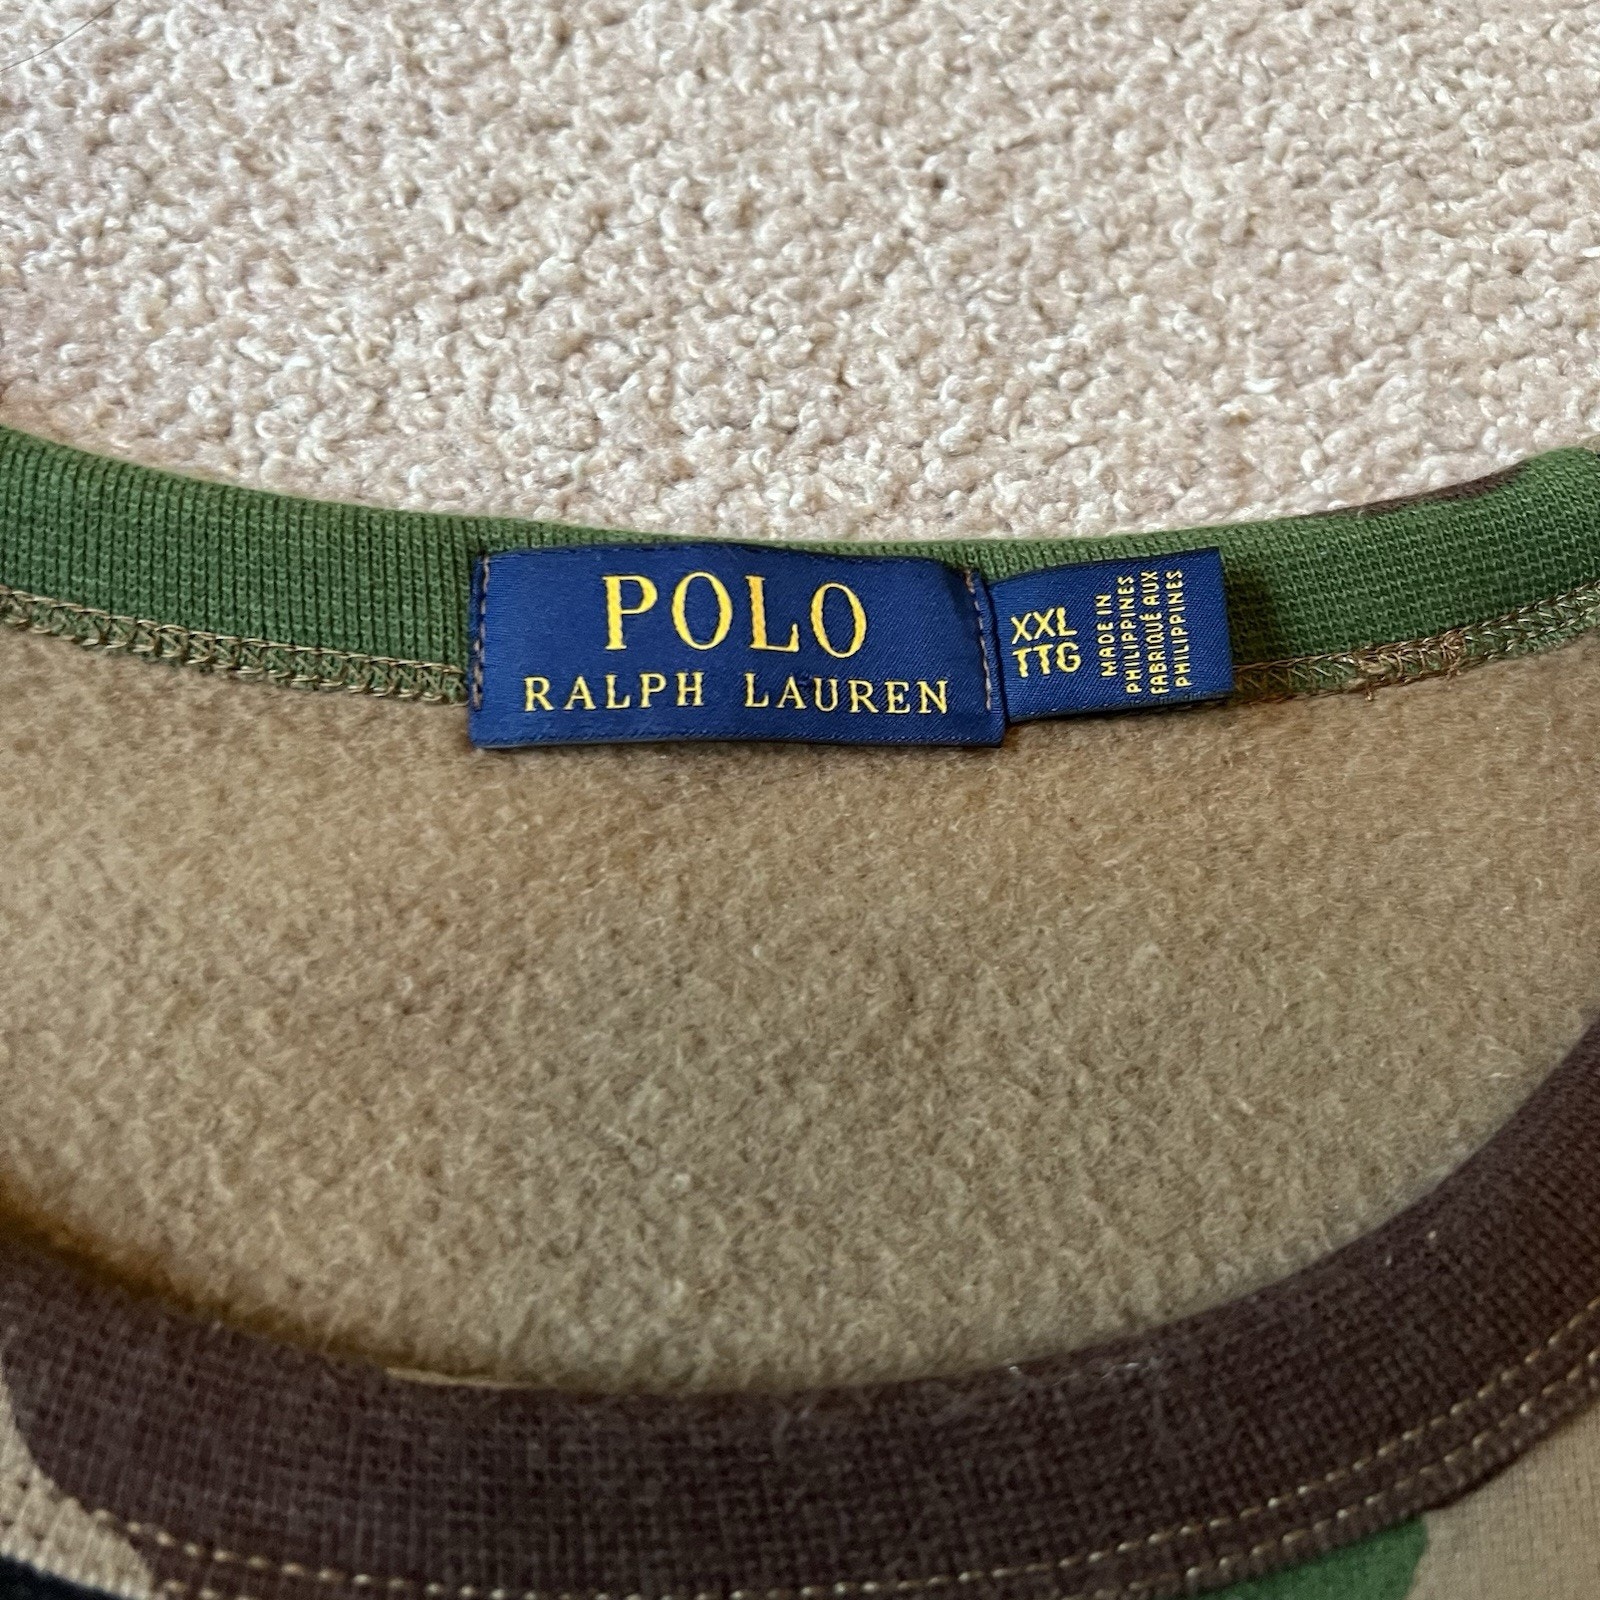 POLO
RALPH LAUREN
XXL
TTG
MADE IN
PHILIPPINES
FABRIQUÉ AUX
PHILIPPINES